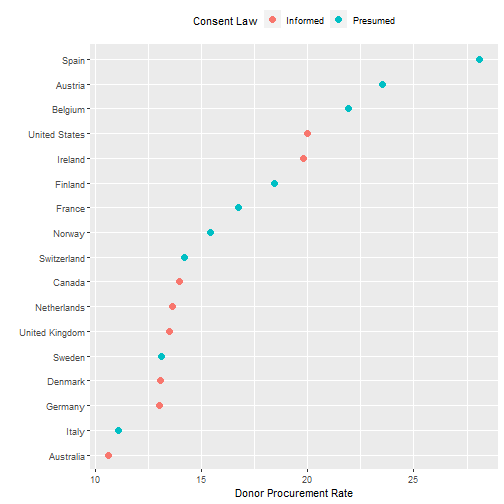 Consent Law Informed Presumed
Spain
Austria
Belgium
United States
Ireland
Finland
France
Norway
Switzerland
Canada
Netherlands
United Kingdom
Sweden
Denmark
Germany
Italy
Australia
10 15 20 25
Donor Procurement Rate